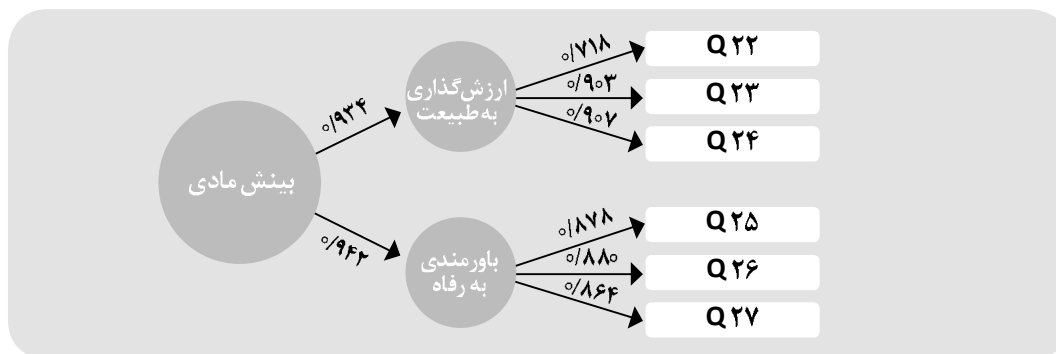 بینش مادی
۰/۹۳۴
۰/۹۴۲
ارزش‌گذاری
به طبیعت
۰/۷۱۸
۰/۹۰۳
۰/۹۰۷
Q ۲۲
Q ۲۳
Q ۲۴
باورمندی
به رفاه
۰/۸۷۸
۰/۸۸۰
۰/۸۶۴
Q ۲۵
Q ۲۶
Q ۲۷